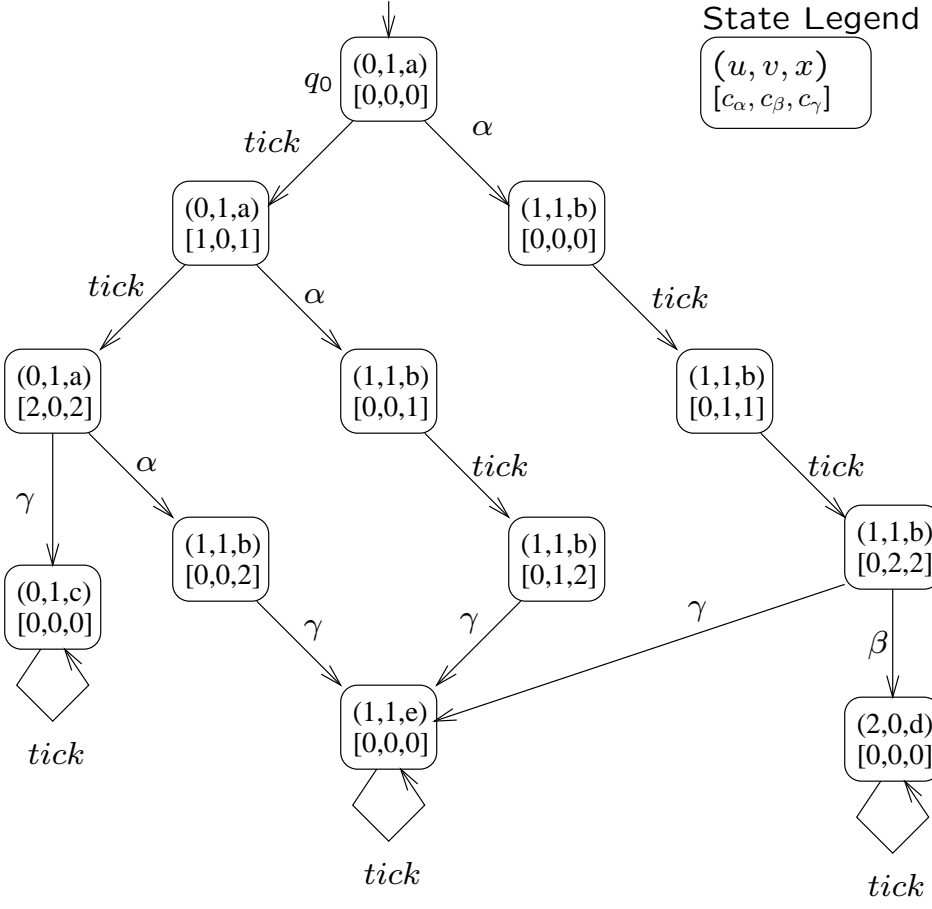 State Legend
(u, v, x)
[cα, cβ, cγ]
q0
(0,1,a)
[0,0,0]
tick
α
(0,1,a)
[1,0,1]
(1,1,b)
[0,0,0]
tick
α
tick
(0,1,a)
[2,0,2]
(1,1,b)
[0,0,1]
(1,1,b)
[0,1,1]
γ
α
tick
tick
(0,1,c)
[0,0,0]
(1,1,b)
[0,0,2]
(1,1,b)
[0,1,2]
(1,1,b)
[0,2,2]
γ
γ
γ
β
tick
(1,1,e)
[0,0,0]
(2,0,d)
[0,0,0]
tick
tick